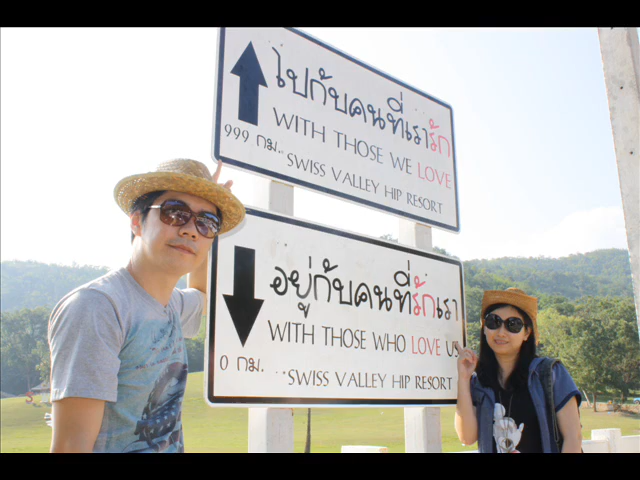 ไปกับคนที่เรารัก
WITH THOSE WE LOVE
999 กม.
SWISS VALLEY HIP RESORT
อยู่กับคนที่รักเรา
WITH THOSE WHO LOVE US
0 กม.
SWISS VALLEY HIP RESORT